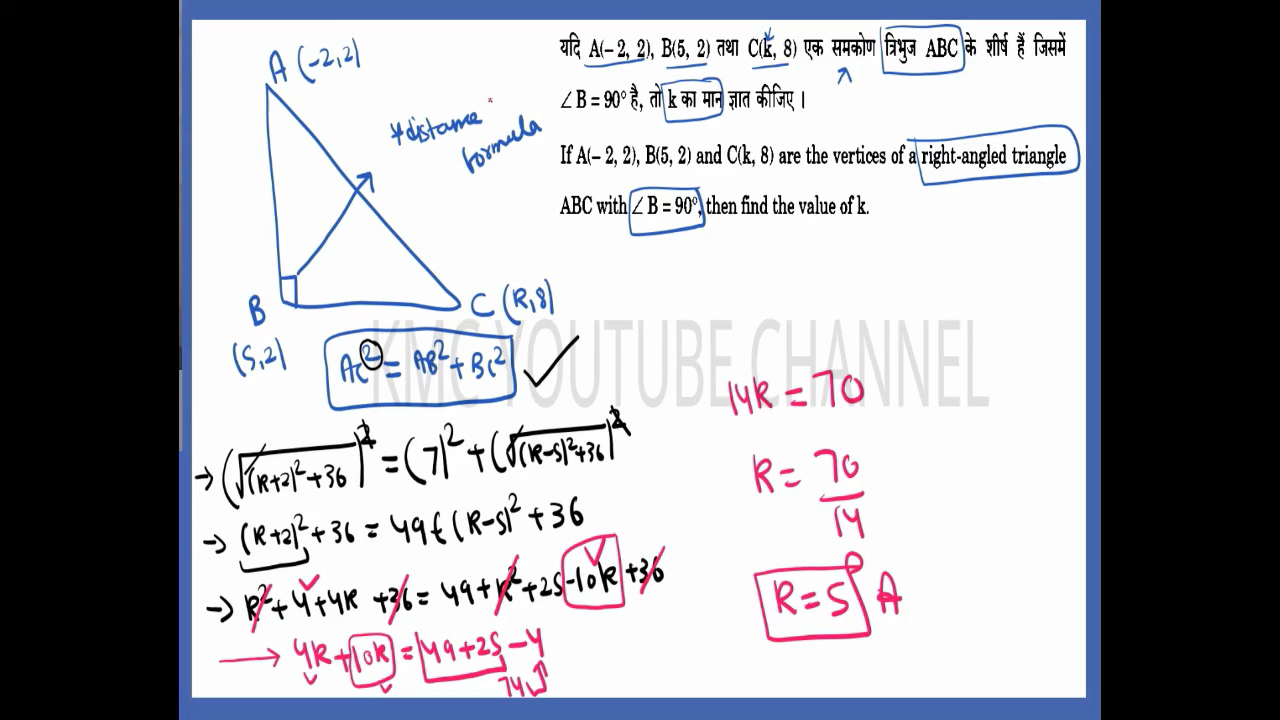 यदि A(– 2, 2), B(5, 2) तथा C(k, 8) एक समकोण त्रिभुज ABC के शीर्ष हैं जिसमें
∠B = 90° है, तो k का मान ज्ञात कीजिए ।
If A(– 2, 2), B(5, 2) and C(k, 8) are the vertices of a right-angled triangle
ABC with ∠B = 90°, then find the value of k.
A (-2,2)
* distance
formula
B
(5,2)
C (k,8)
KMC YOUTUBE CHANNEL
AC² = AB² + BC²
→ (√(k+2)²+36)² = (7)² + (√(k-5)²+36)²
→ (k+2)² + 36 = 49 + (k-5)² + 36
→ k² + 4 + 4k + 36 = 49 + k² + 25 -10k + 36
→ 4k + 10k = 49+25 - 4
74
14k = 70
k = 70
14
k = 5 A